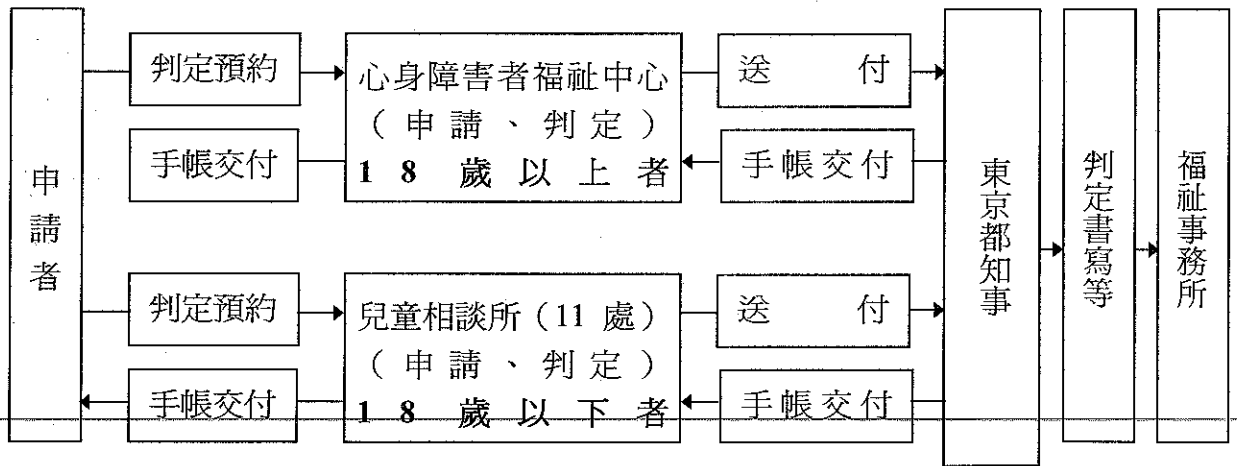 申請者
判定預約
心身障害者福祉中心
（申請、判定）
18歲以上者
送付
手帳交付
手帳交付
判定預約
兒童相談所（11處）
（申請、判定）
18歲以下者
送付
手帳交付
手帳交付
東京都知事
判定書寫等
福祉事務所